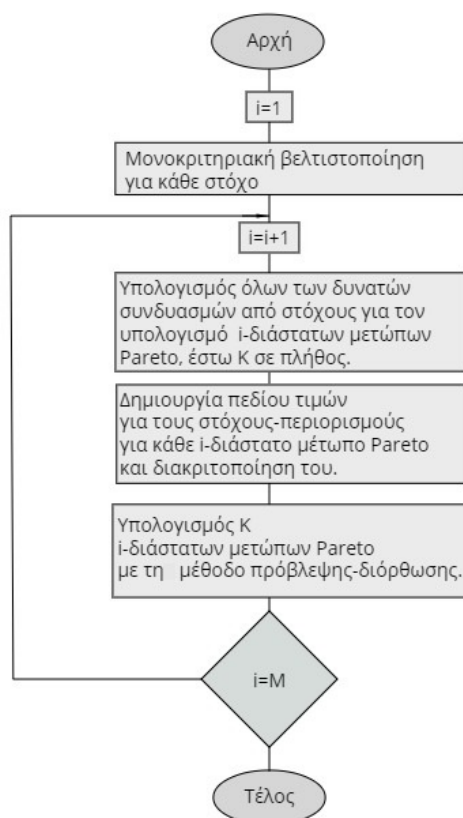 Αρχή
i=1
Μονοκριτηριακή βελτιστοποίηση
για κάθε στόχο
i=i+1
Υπολογισμός όλων των δυνατών
συνδυασμών από στόχους για τον
υπολογισμό i-διάστατων μετώπων
Pareto, έστω Κ σε πλήθος.
Δημιουργία πεδίου τιμών
για τους στόχους-περιορισμούς
για κάθε i-διάστατο μέτωπο Pareto
και διακριτοποίηση του.
Υπολογισμός Κ
i-διάστατων μετώπων Pareto
με τη μέθοδο πρόβλεψης-διόρθωσης.
i=M
Τέλος